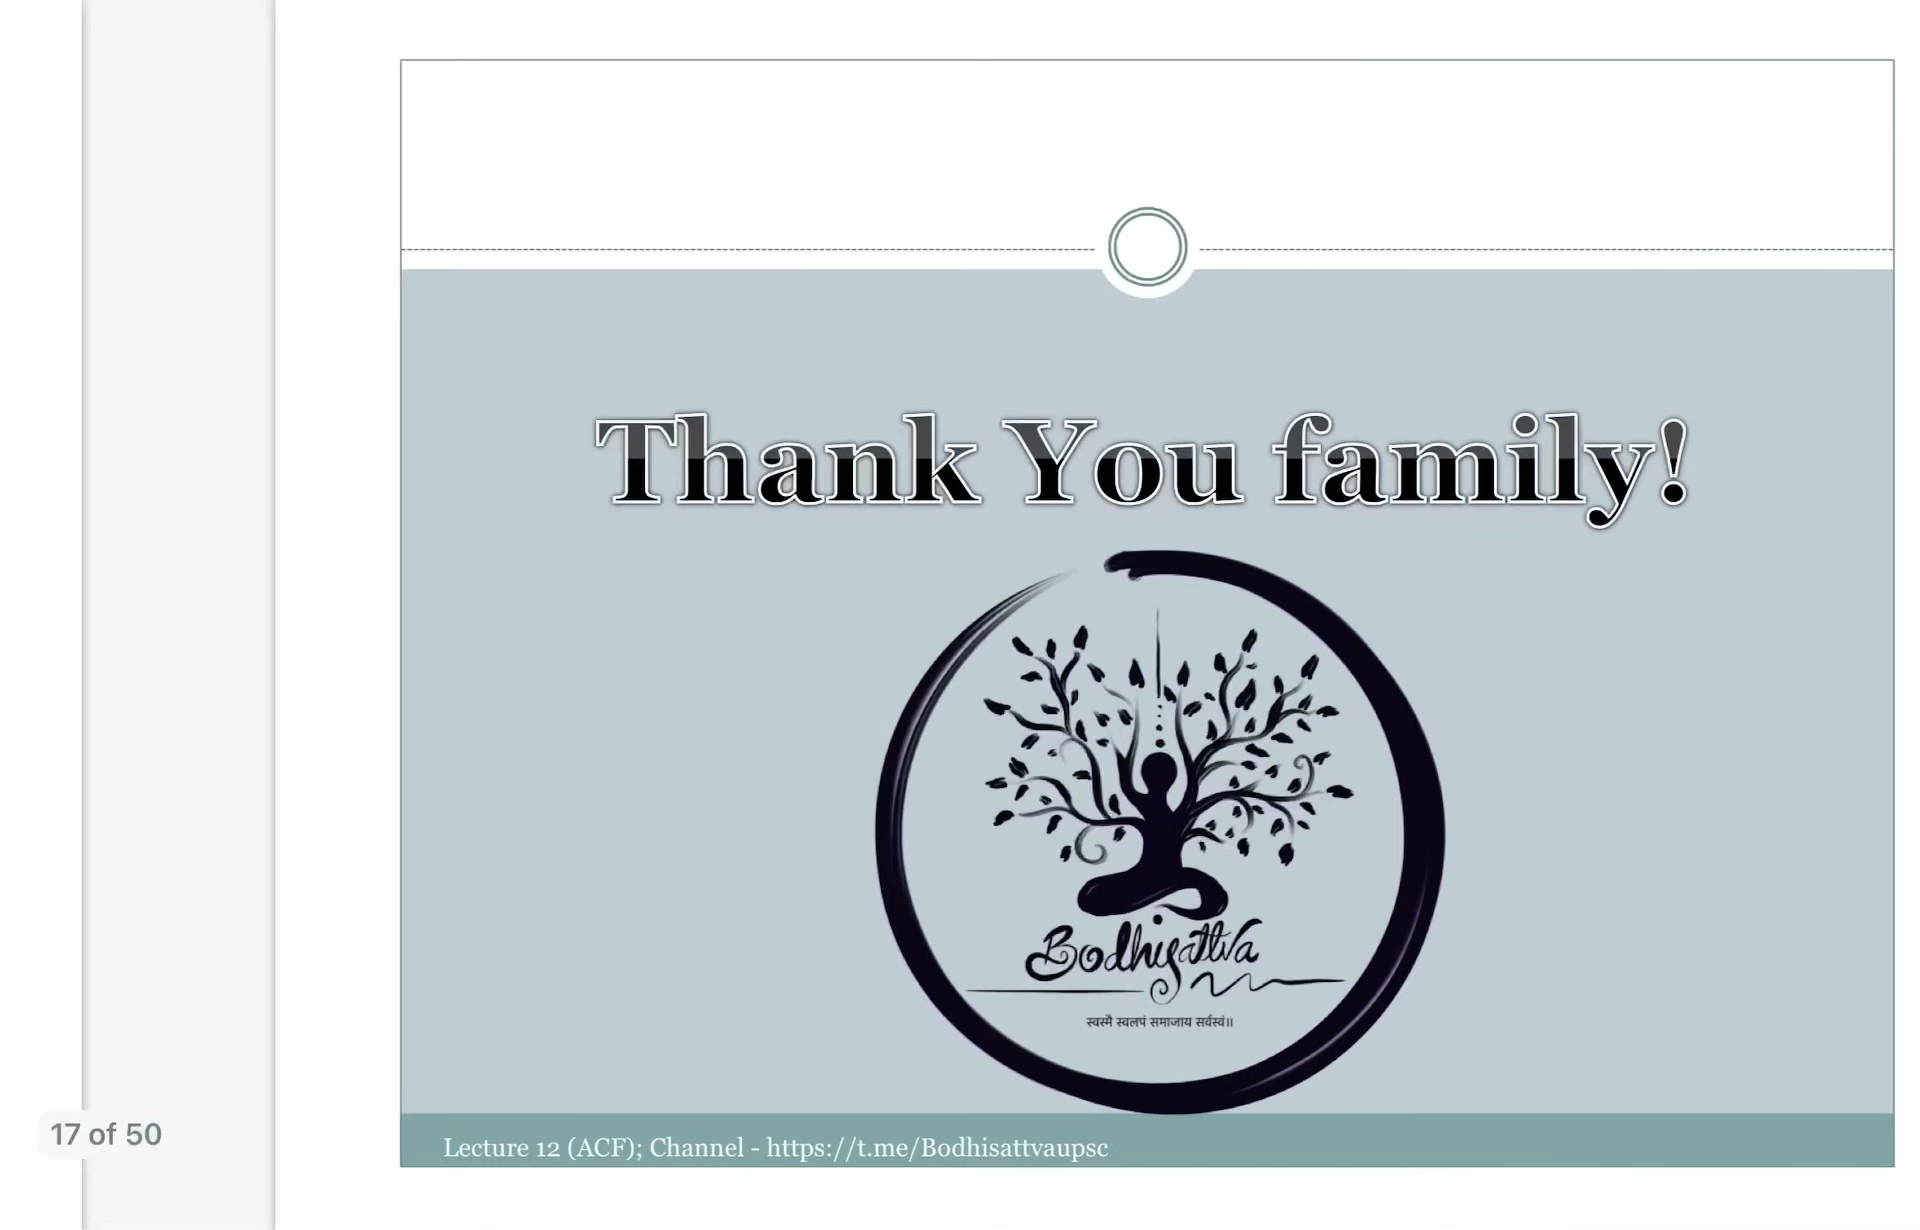 Thank You family!
Bodhisattva
स्वस्मै स्वल्पं समाजाय सर्वस्वं॥
17 of 50
Lecture 12 (ACF); Channel - https://t.me/Bodhisattvaupsc